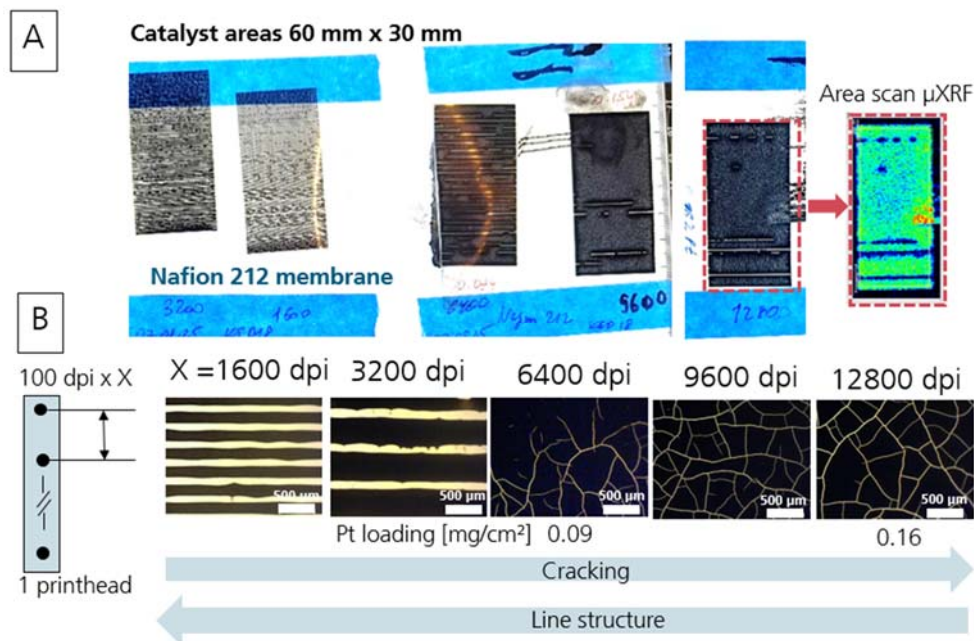 A
Catalyst areas 60 mm x 30 mm
Area scan µXRF
Nafion 212 membrane
3200
1600
6400
9600
1280
B
100 dpi x X
X =1600 dpi
3200 dpi
6400 dpi
9600 dpi
12800 dpi
500 µm
500 µm
500 µm
500 µm
500 µm
Pt loading [mg/cm²]
0.09
0.16
1 printhead
Cracking
Line structure